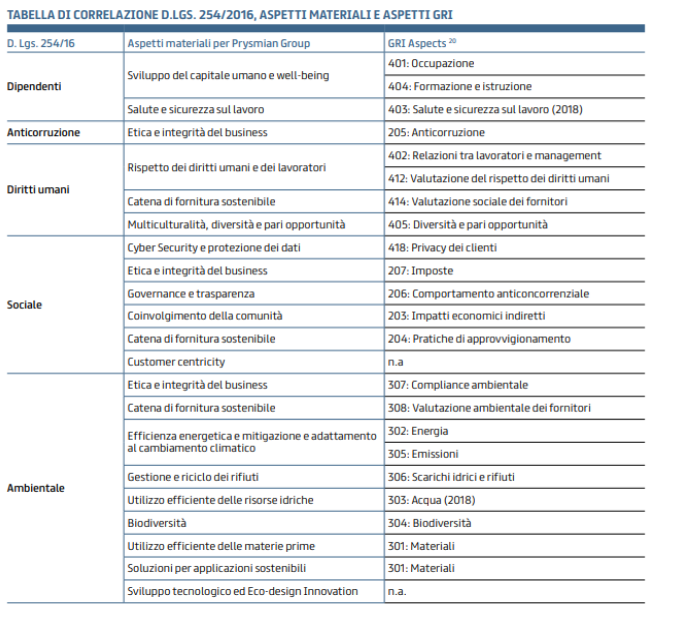 TABELLA DI CORRELAZIONE D.LGS. 254/2016, ASPETTI MATERIALI E ASPETTI GRI
D. Lgs. 254/16 Aspetti materiali per Prysmian Group GRI Aspects 20
Dipendenti
Sviluppo del capitale umano e well-being
401: Occupazione
404: Formazione e istruzione
Salute e sicurezza sul lavoro 403: Salute e sicurezza sul lavoro (2018)
Anticorruzione Etica e integrità del business 205: Anticorruzione
Diritti umani
Rispetto dei diritti umani e dei lavoratori
402: Relazioni tra lavoratori e management
412: Valutazione del rispetto dei diritti umani
Catena di fornitura sostenibile 414: Valutazione sociale dei fornitori
Multiculturalità, diversità e pari opportunità 405: Diversità e pari opportunità
Sociale
Cyber Security e protezione dei dati 418: Privacy dei clienti
Etica e integrità del business 207: Imposte
Governance e trasparenza 206: Comportamento anticoncorrenziale
Coinvolgimento della comunità 203: Impatti economici indiretti
Catena di fornitura sostenibile 204: Pratiche di approvvigionamento
Customer centricity n.a
Ambientale
Etica e integrità del business 307: Compliance ambientale
Catena di fornitura sostenibile 308: Valutazione ambientale dei fornitori
Efficienza energetica e mitigazione e adattamento
al cambiamento climatico
302: Energia
305: Emissioni
Gestione e riciclo dei rifiuti 306: Scarichi idrici e rifiuti
Utilizzo efficiente delle risorse idriche 303: Acqua (2018)
Biodiversità 304: Biodiversità
Utilizzo efficiente delle materie prime 301: Materiali
Soluzioni per applicazioni sostenibili 301: Materiali
Sviluppo tecnologico ed Eco-design Innovation n.a.